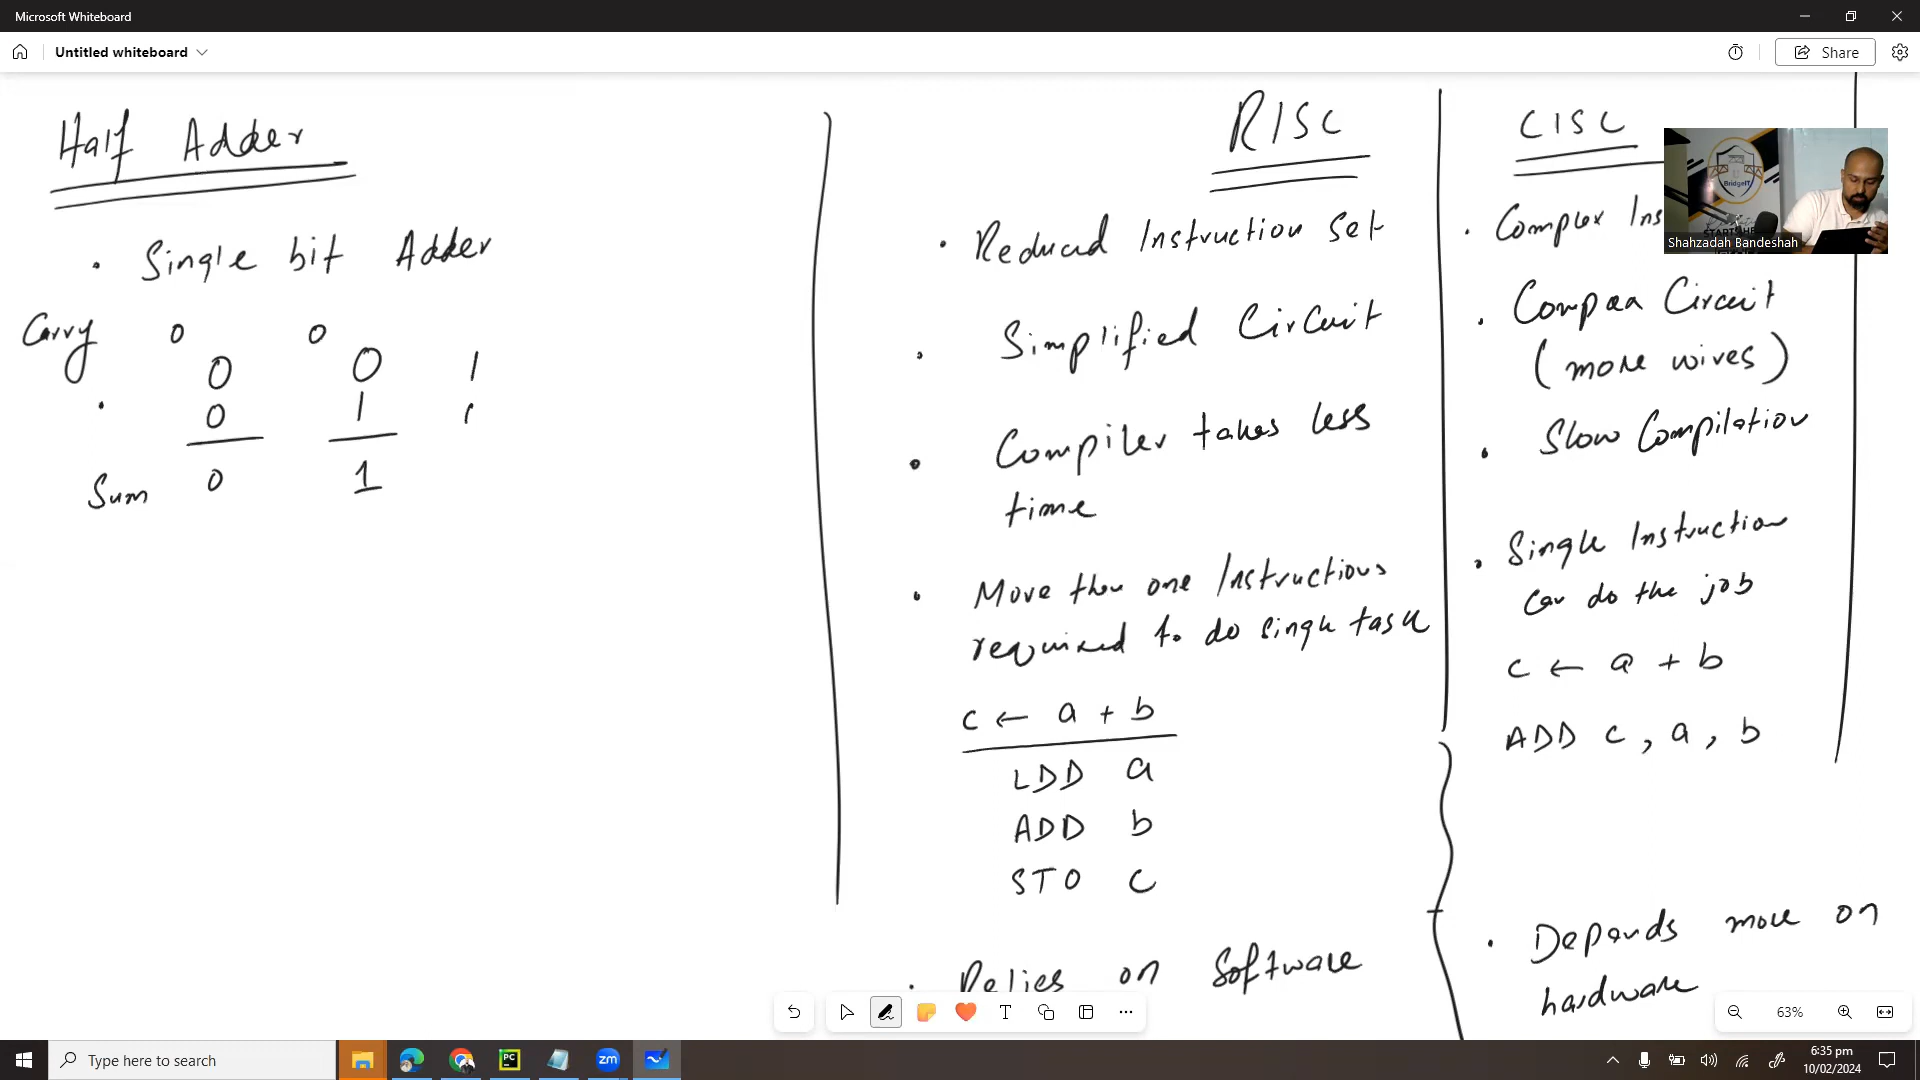 Microsoft Whiteboard
Untitled whiteboard
Share
Half Adder
Single bit Adder
Carry 0 0
0 0 1
0 1 1
Sum 0 1
RISC
Reduced Instruction Set
Simplified Circuit
Compiler takes less
time
More than one Instructions
required to do single task
c ← a + b
LDD a
ADD b
STO c
Relies on Software
CISC
Complex Ins
Circuit
(more wires)
Slow Compilation
Single Instruction
can do the job
c ← a + b
ADD c, a, b
Depends more on
hardware
BridgeIT
Shahzadah Bandeshah
63%
Type here to search
PC
zm
6:35 pm
10/02/2024